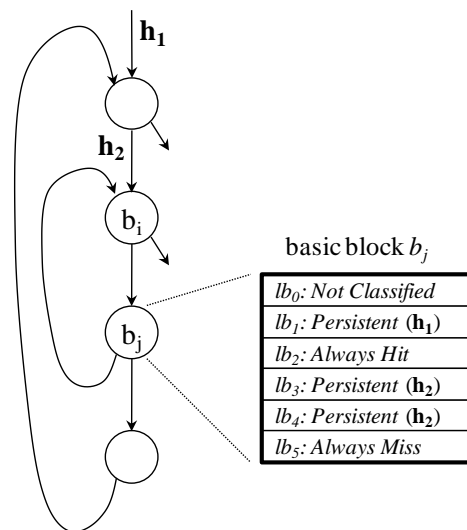 h₁
h₂
bᵢ
basic block bⱼ
lb₀: Not Classified
lb₁: Persistent (h₁)
bⱼ
lb₂: Always Hit
lb₃: Persistent (h₂)
lb₄: Persistent (h₂)
lb₅: Always Miss